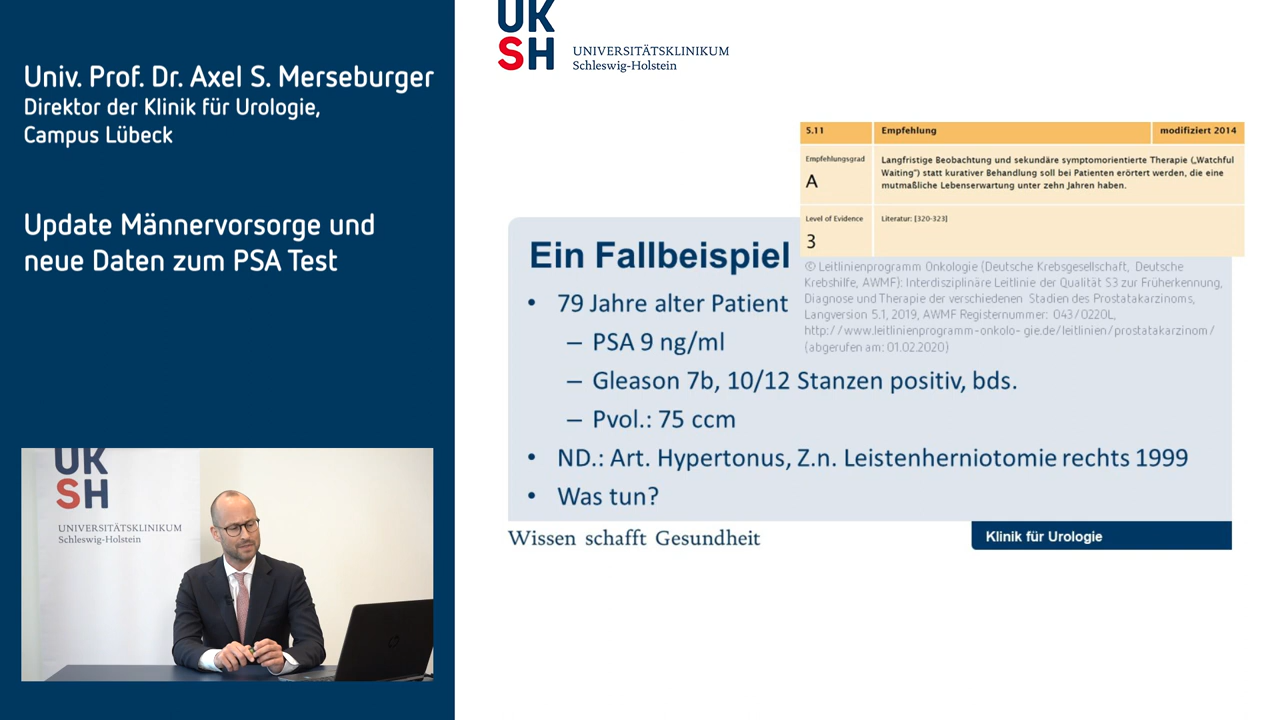 Univ. Prof. Dr. Axel S. Merseburger
Direktor der Klinik für Urologie,
Campus Lübeck
Update Männervorsorge und
neue Daten zum PSA Test
UK
SH
UNIVERSITÄTSKLINIKUM
Schleswig-Holstein
UK
SH
UNIVERSITÄTSKLINIKUM
Schleswig-Holstein
5.11 Empfehlung modifiziert 2014
Empfehlungsgrad
A
Langfristige Beobachtung und sekundäre symptomorientierte Therapie („Watchful
Waiting“) statt kurativer Behandlung soll bei Patienten erörtert werden, die eine
mutmaßliche Lebenserwartung unter zehn Jahren haben.
Level of Evidence
3
Literatur: [320-323]
© Leitlinienprogramm Onkologie (Deutsche Krebsgesellschaft, Deutsche
Krebshilfe, AWMF): Interdisziplinäre Leitlinie der Qualität S3 zur Früherkennung,
Diagnose und Therapie der verschiedenen Stadien des Prostatakarzinoms,
Langversion 5.1, 2019, AWMF Registernummer: 043/022OL,
http://www.leitlinienprogramm-onkolo- gie.de/leitlinien/prostatakarzinom/
(abgerufen am: 01.02.2020)
Ein Fallbeispiel
• 79 Jahre alter Patient
– PSA 9 ng/ml
– Gleason 7b, 10/12 Stanzen positiv, bds.
– Pvol.: 75 ccm
• ND.: Art. Hypertonus, Z.n. Leistenherniotomie rechts 1999
• Was tun?
Wissen schafft Gesundheit
Klinik für Urologie